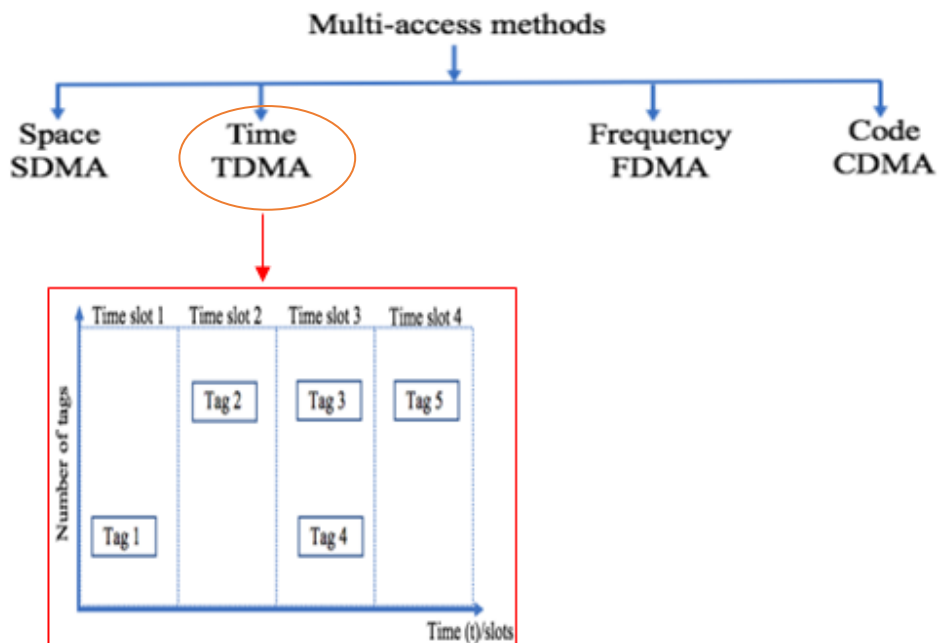 Multi-access methods
Space
SDMA
Time
TDMA
Frequency
FDMA
Code
CDMA
Time slot 1
Time slot 2
Time slot 3
Time slot 4
Number of tags
Tag 2
Tag 3
Tag 5
Tag 1
Tag 4
Time (t)/slots